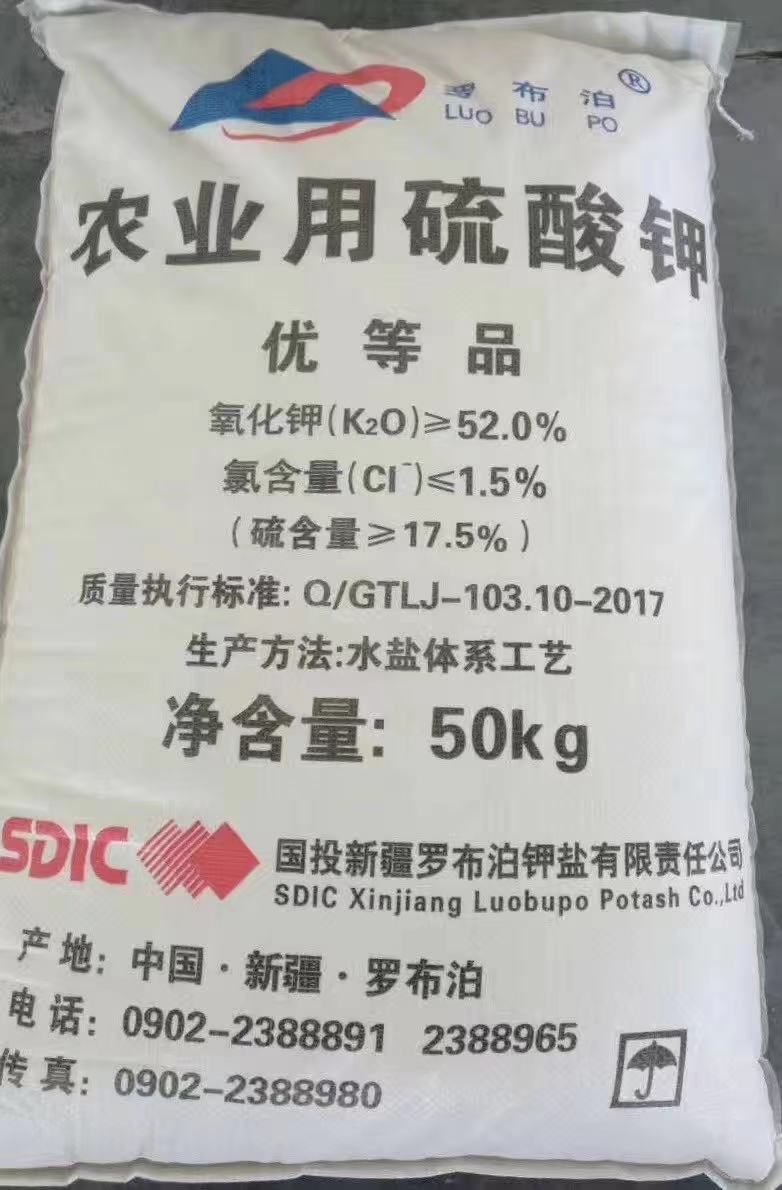 罗布泊®
LUO BU PO
农业用硫酸钾
优等品
氧化钾(K₂O)≥52.0%
氯含量(Cl⁻)≤1.5%
(硫含量≥17.5%)
质量执行标准: Q/GTLJ-103.10-2017
生产方法:水盐体系工艺
净含量: 50kg
SDIC
国投新疆罗布泊钾盐有限责任公司
SDIC Xinjiang Luobupo Potash Co.,Ltd
产地: 中国·新疆·罗布泊
电话: 0902-2388891 2388965
传真: 0902-2388980